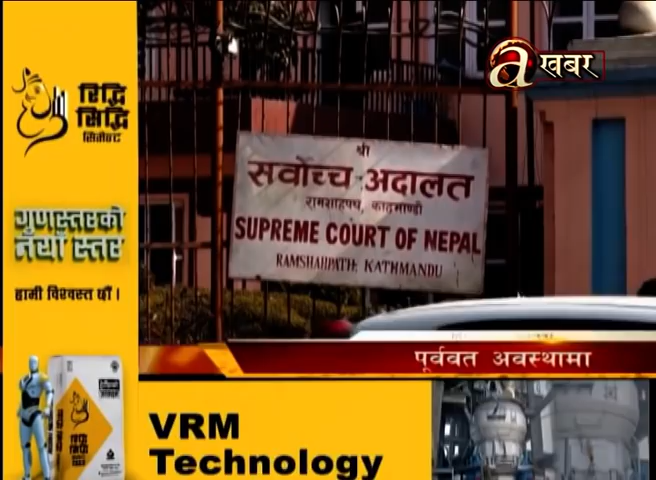 a खबर
रिद्धि
सिद्धि
सिमेन्ट
गुणस्तरको
नयाँ स्तर
हामी विश्वस्त छौं ।
श्री
सर्वोच्च अदालत
रामशाहपथ, काठमाण्डौ
SUPREME COURT OF NEPAL
RAMSHAHPATH, KATHMANDU
पूर्ववत अवस्थामा
VRM
Technology